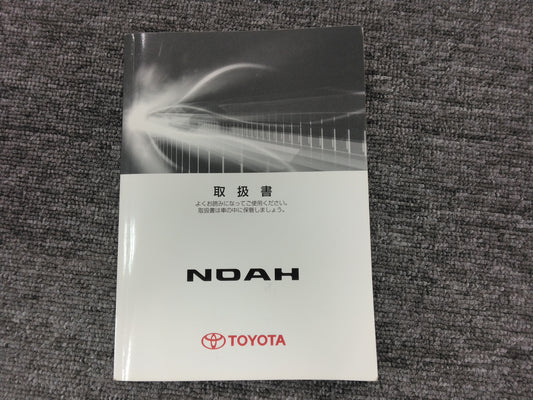 取扱書
よくお読みになってご使用ください。
取扱書は車の中に保管しましょう。
NOAH
TOYOTA